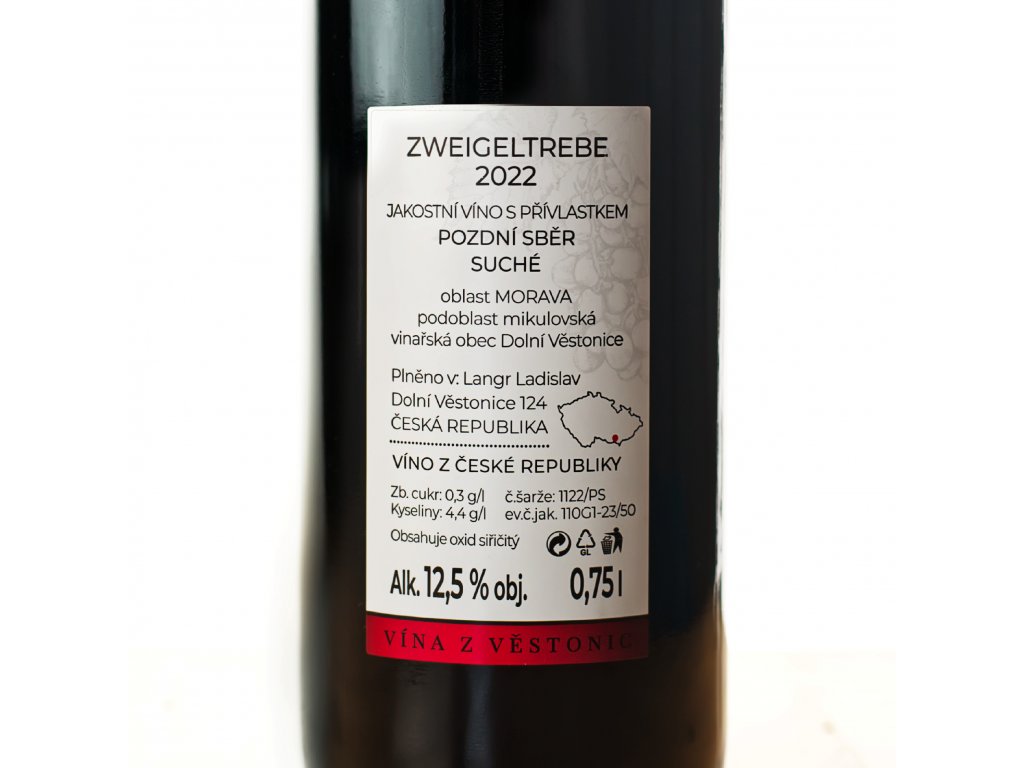 ZWEIGELTREBE
2022
JAKOSTNÍ VÍNO S PŘÍVLASTKEM
POZDNÍ SBĚR
SUCHÉ
oblast MORAVA
podoblast mikulovská
vinařská obec Dolní Věstonice
Plněno v: Langr Ladislav
Dolní Věstonice 124
ČESKÁ REPUBLIKA
VÍNO Z ČESKÉ REPUBLIKY
Zb. cukr: 0,3 g/l č.šarže: 1122/PS
Kyseliny: 4,4 g/l ev.č.jak. 110G1-23/50
Obsahuje oxid siřičitý
GL
Alk. 12,5 % obj. 0,75 l
VÍNA Z VĚSTONIC